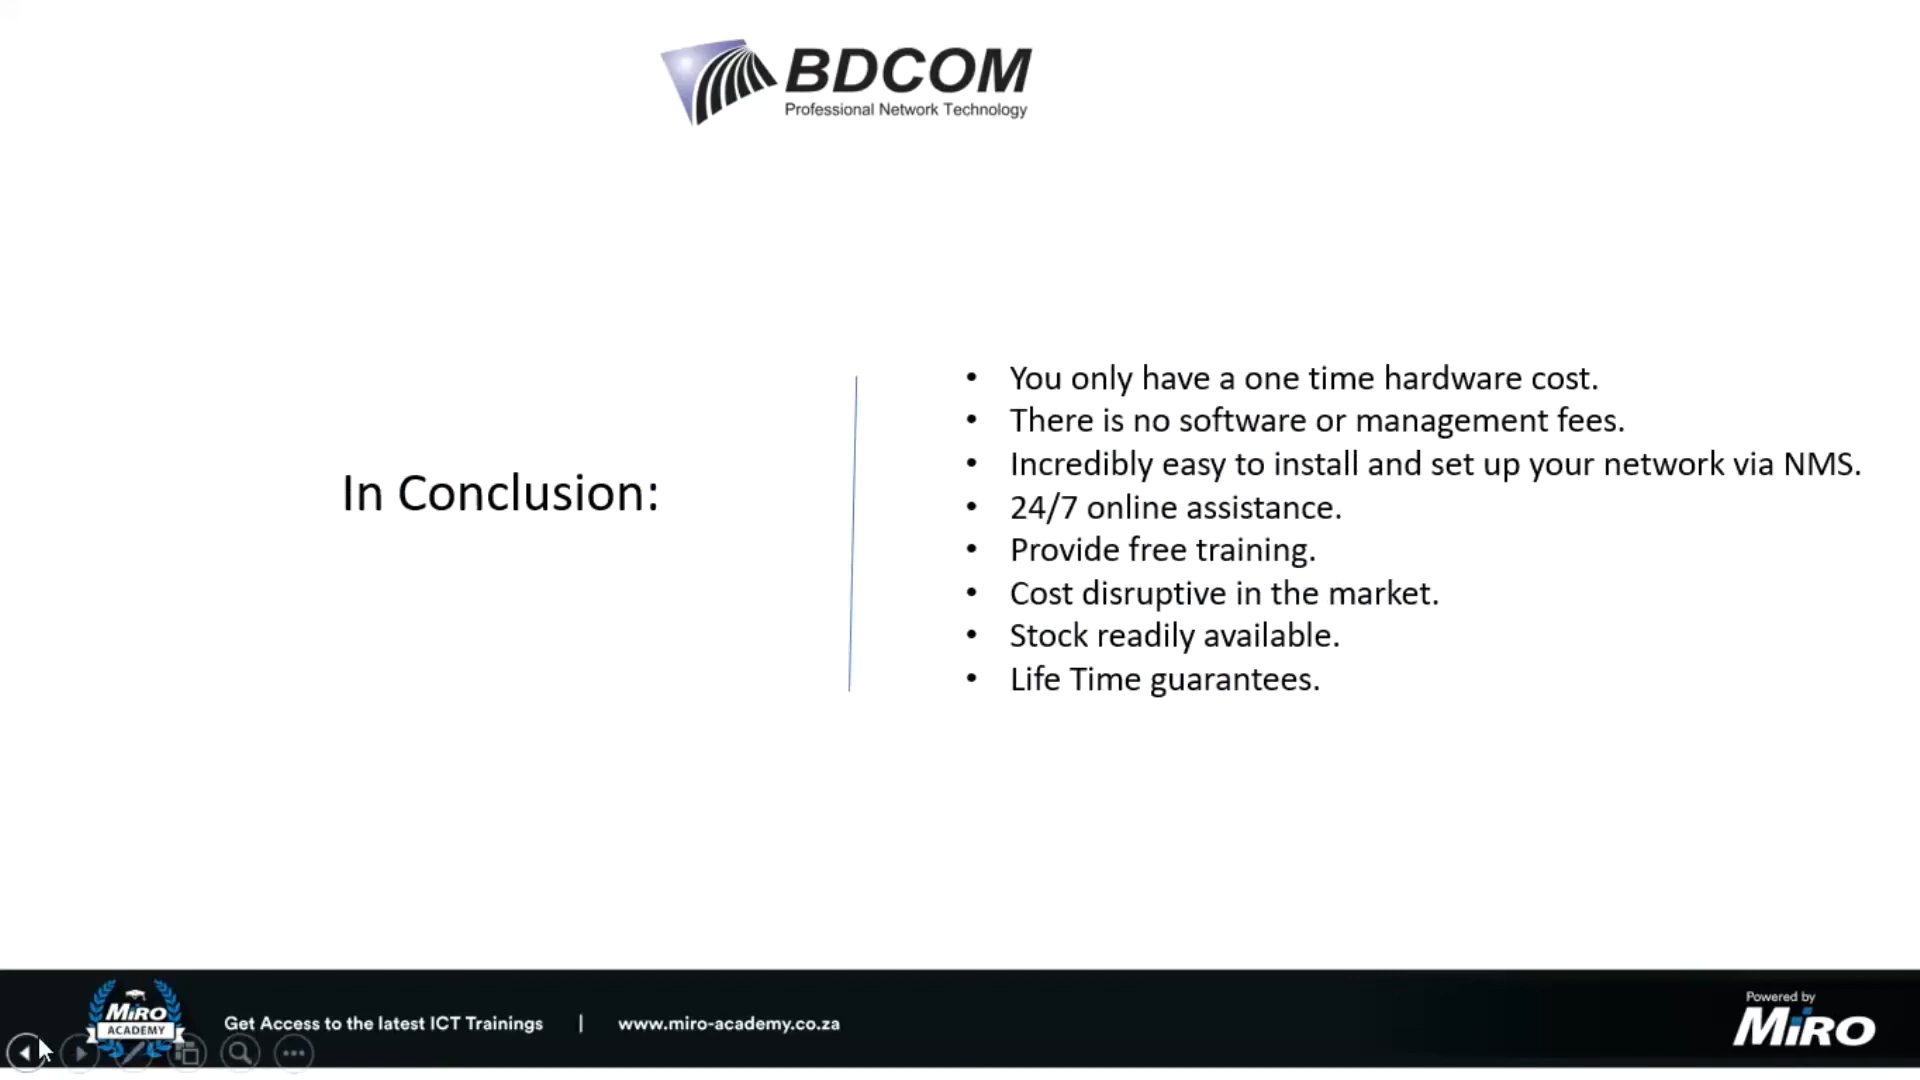 BDCOM
Professional Network Technology
In Conclusion:
• You only have a one time hardware cost.
• There is no software or management fees.
• Incredibly easy to install and set up your network via NMS.
• 24/7 online assistance.
• Provide free training.
• Cost disruptive in the market.
• Stock readily available.
• Life Time guarantees.
MiRO
ACADEMY
Get Access to the latest ICT Trainings | www.miro-academy.co.za
Powered by
MiRO